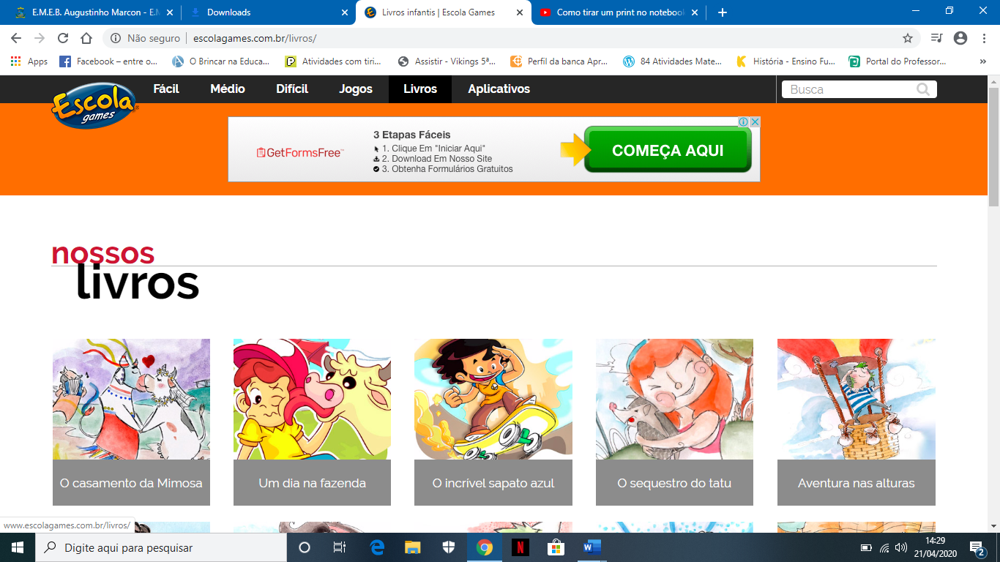 E.M.E.B. Augustinho Marcon - E.M
Downloads
Livros infantis | Escola Games
Como tirar um print no notebook
Não seguro
escolagames.com.br/livros/
Apps
Facebook – entre o...
O Brincar na Educa...
Atividades com tiri...
Assistir - Vikings 5ª...
Perfil da banca Apr...
84 Atividades Mate...
História - Ensino Fu...
Portal do Professor...
Escola
games
Fácil
Médio
Difícil
Jogos
Livros
Aplicativos
Busca
GetFormsFree™
3 Etapas Fáceis
1. Clique Em "Iniciar Aqui"
2. Download Em Nosso Site
3. Obtenha Formulários Gratuitos
COMEÇA AQUI
nossos
livros
O casamento da Mimosa
Um dia na fazenda
O incrivel sapato azul
O sequestro do tatu
Aventura nas alturas
www.escolagames.com.br/livros/
Digite aqui para pesquisar
14:29
21/04/2020
2